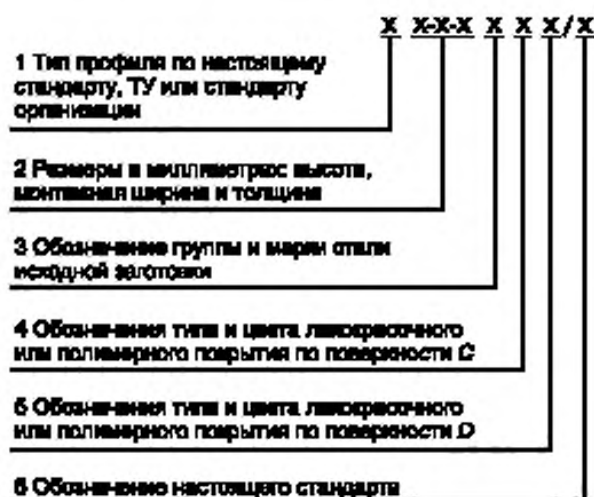 X X-X-X X X X/X
1 Тип профиля по настоящему
стандарту, ТУ или стандарту
организации
2 Размеры в миллиметрах: высота,
монтажная ширина и толщина
3 Обозначение группы и марки стали
исходной заготовки
4 Обозначения типа и цвета лакокрасочного
или полимерного покрытия по поверхности C
5 Обозначения типа и цвета лакокрасочного
или полимерного покрытия по поверхности D
6 Обозначение настоящего стандарта